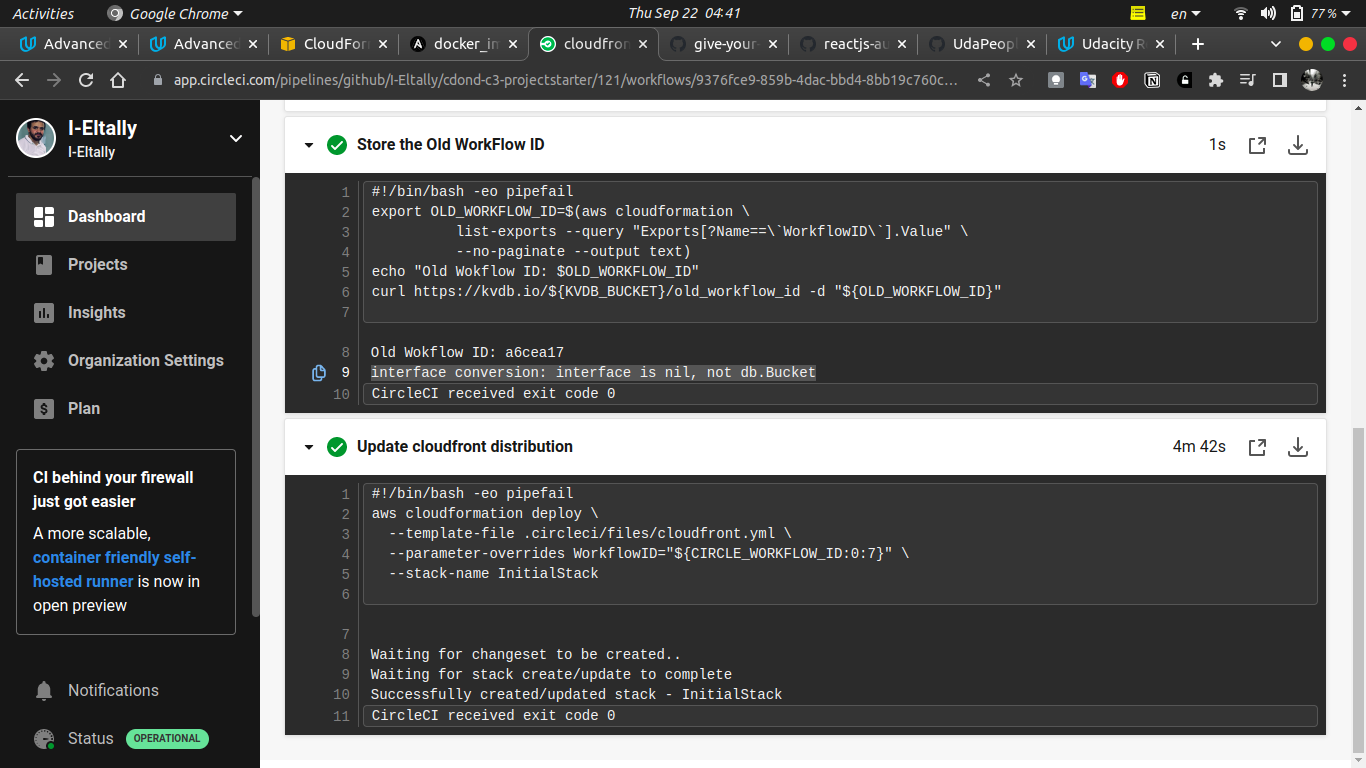 Activities
Google Chrome
Thu Sep 22 04:41
en
77 %
Advanced
Advanced
CloudFor
docker_im
cloudfron
give-your-
reactjs-au
UdaPeopl
Udacity R
app.circleci.com/pipelines/github/I-Eltally/cdond-c3-projectstarter/121/workflows/9376fce9-859b-4dac-bbd4-8bb19c760c...
I-Eltally
I-Eltally
Dashboard
Projects
Insights
Organization Settings
Plan
CI behind your firewall
just got easier
A more scalable,
container friendly self-
hosted runner is now in
open preview
Notifications
Status OPERATIONAL
Store the Old WorkFlow ID
1s
1 #!/bin/bash -eo pipefail
2 export OLD_WORKFLOW_ID=$(aws cloudformation \
3 list-exports --query "Exports[?Name==\`WorkflowID\`].Value" \
4 --no-paginate --output text)
5 echo "Old Wokflow ID: $OLD_WORKFLOW_ID"
6 curl https://kvdb.io/${KVDB_BUCKET}/old_workflow_id -d "${OLD_WORKFLOW_ID}"
7
8 Old Wokflow ID: a6cea17
9 interface conversion: interface is nil, not db.Bucket
10 CircleCI received exit code 0
Update cloudfront distribution
4m 42s
1 #!/bin/bash -eo pipefail
2 aws cloudformation deploy \
3 --template-file .circleci/files/cloudfront.yml \
4 --parameter-overrides WorkflowID="${CIRCLE_WORKFLOW_ID:0:7}" \
5 --stack-name InitialStack
6
7
8 Waiting for changeset to be created..
9 Waiting for stack create/update to complete
10 Successfully created/updated stack - InitialStack
11 CircleCI received exit code 0